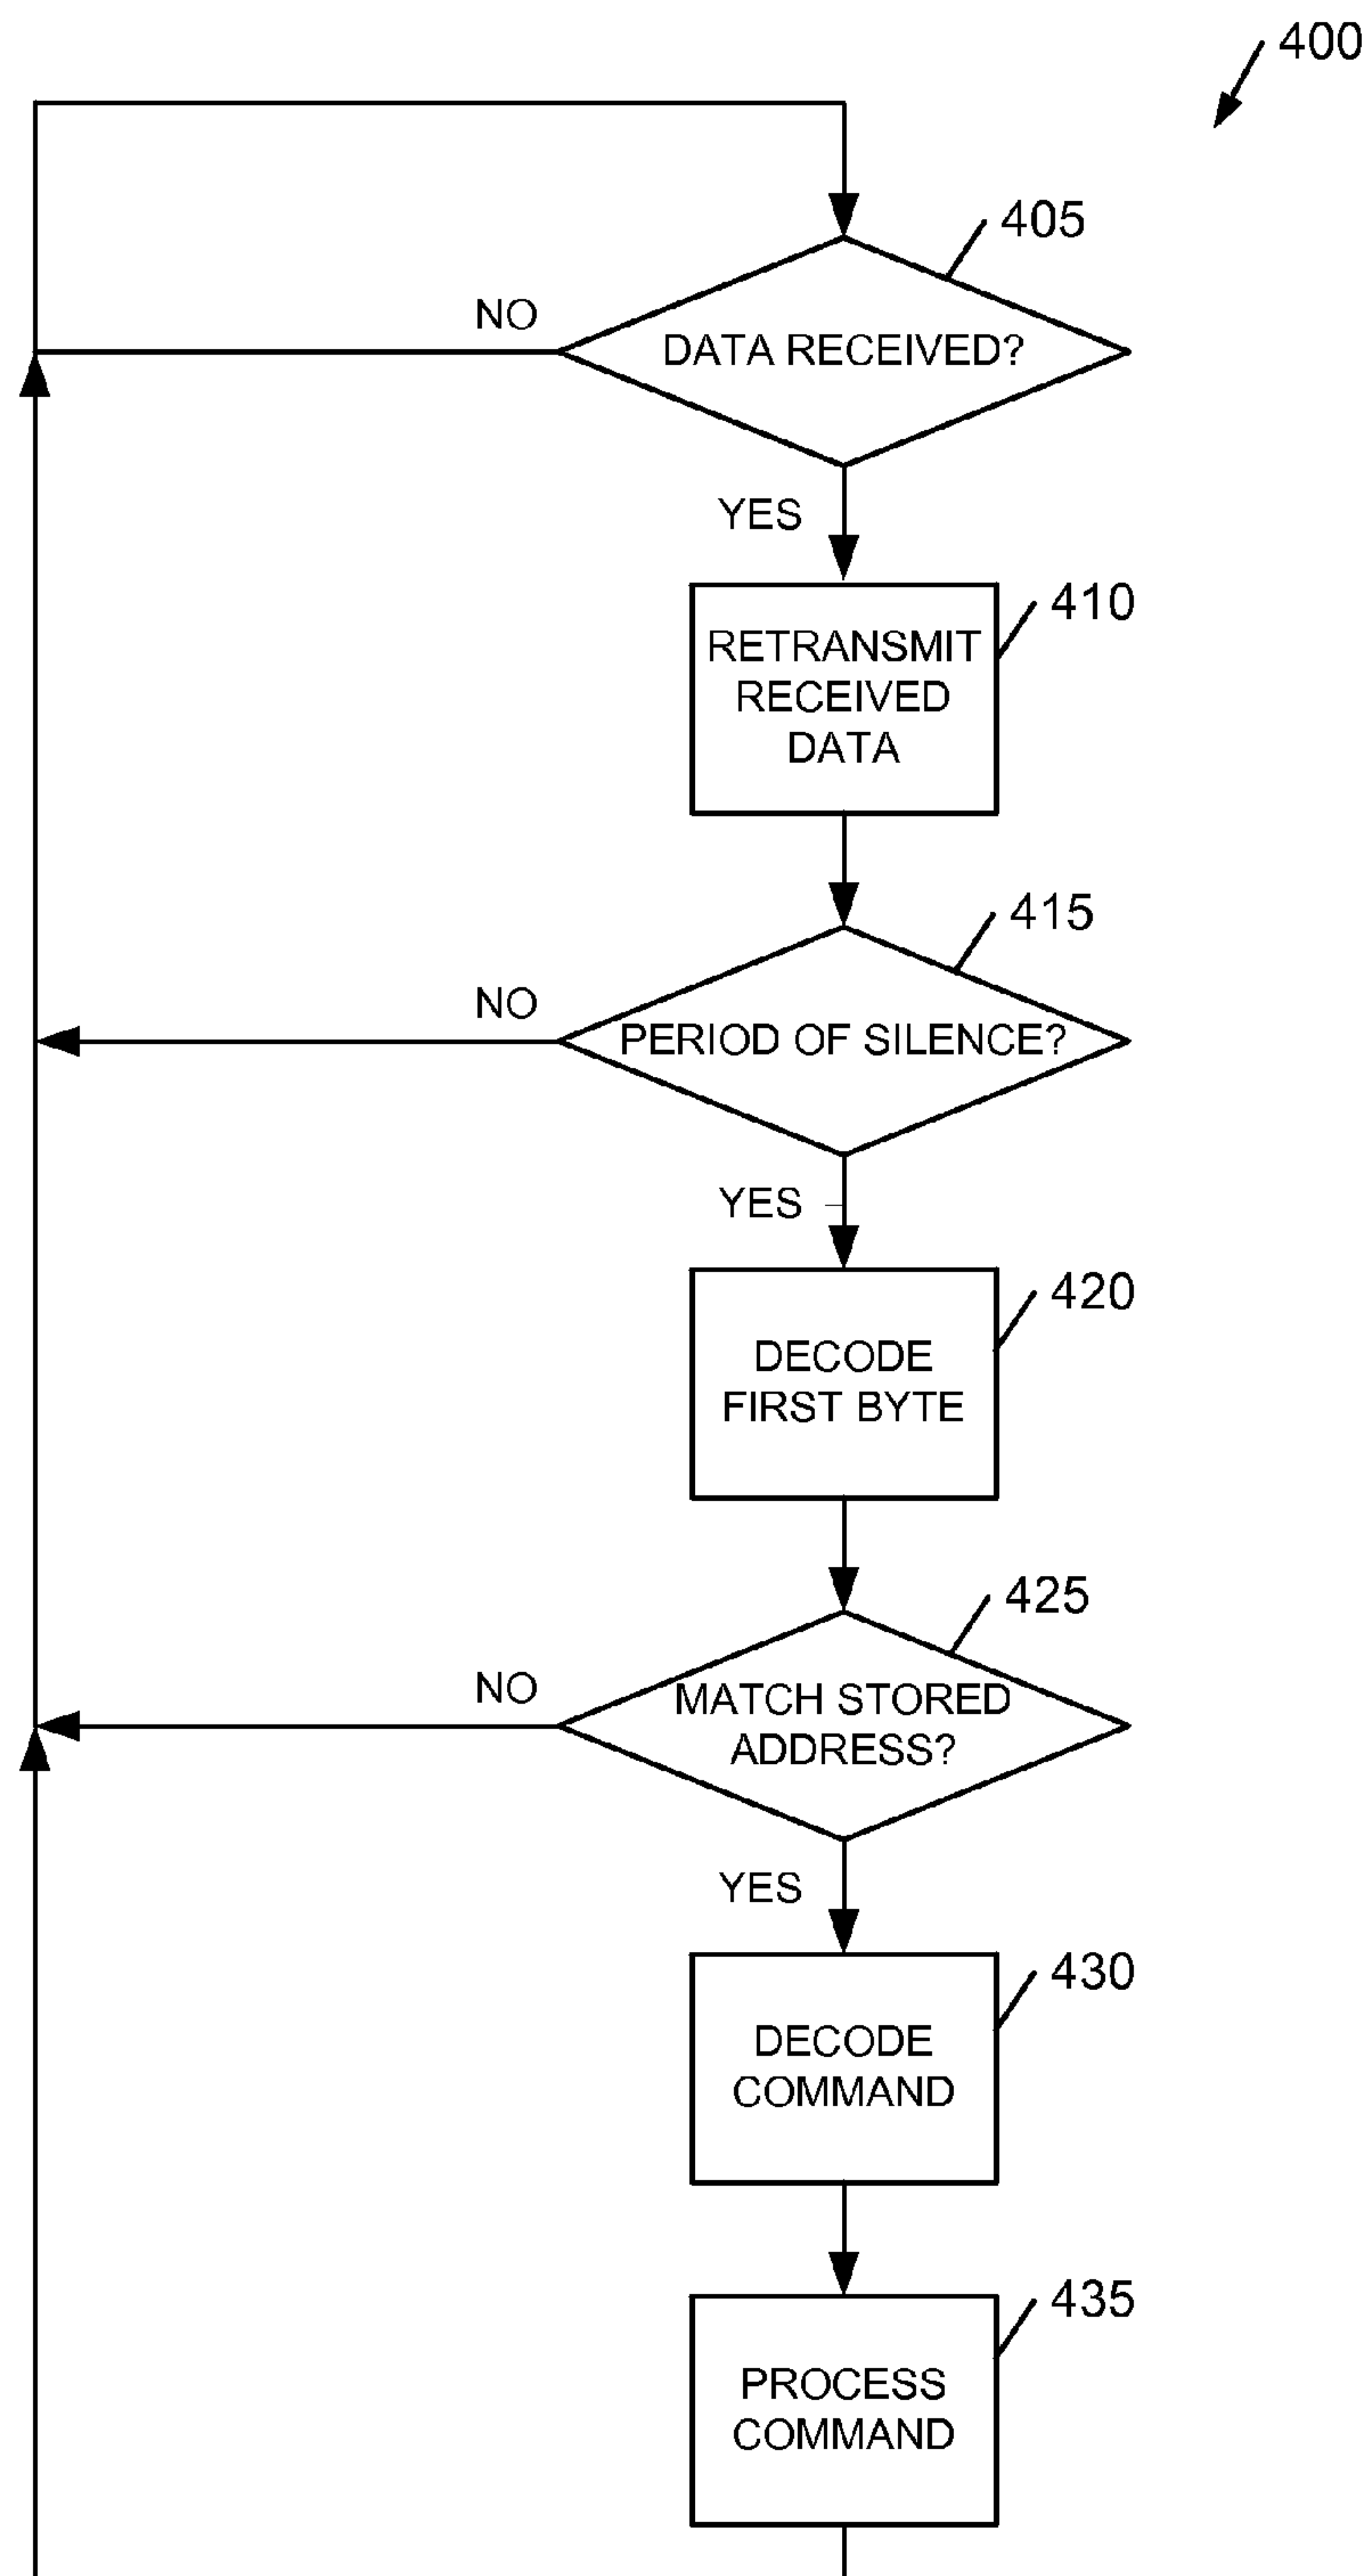 400
405
NO
DATA RECEIVED?
YES
410
RETRANSMIT
RECEIVED
DATA
415
NO
PERIOD OF SILENCE?
YES
420
DECODE
FIRST BYTE
425
NO
MATCH STORED
ADDRESS?
YES
430
DECODE
COMMAND
435
PROCESS
COMMAND